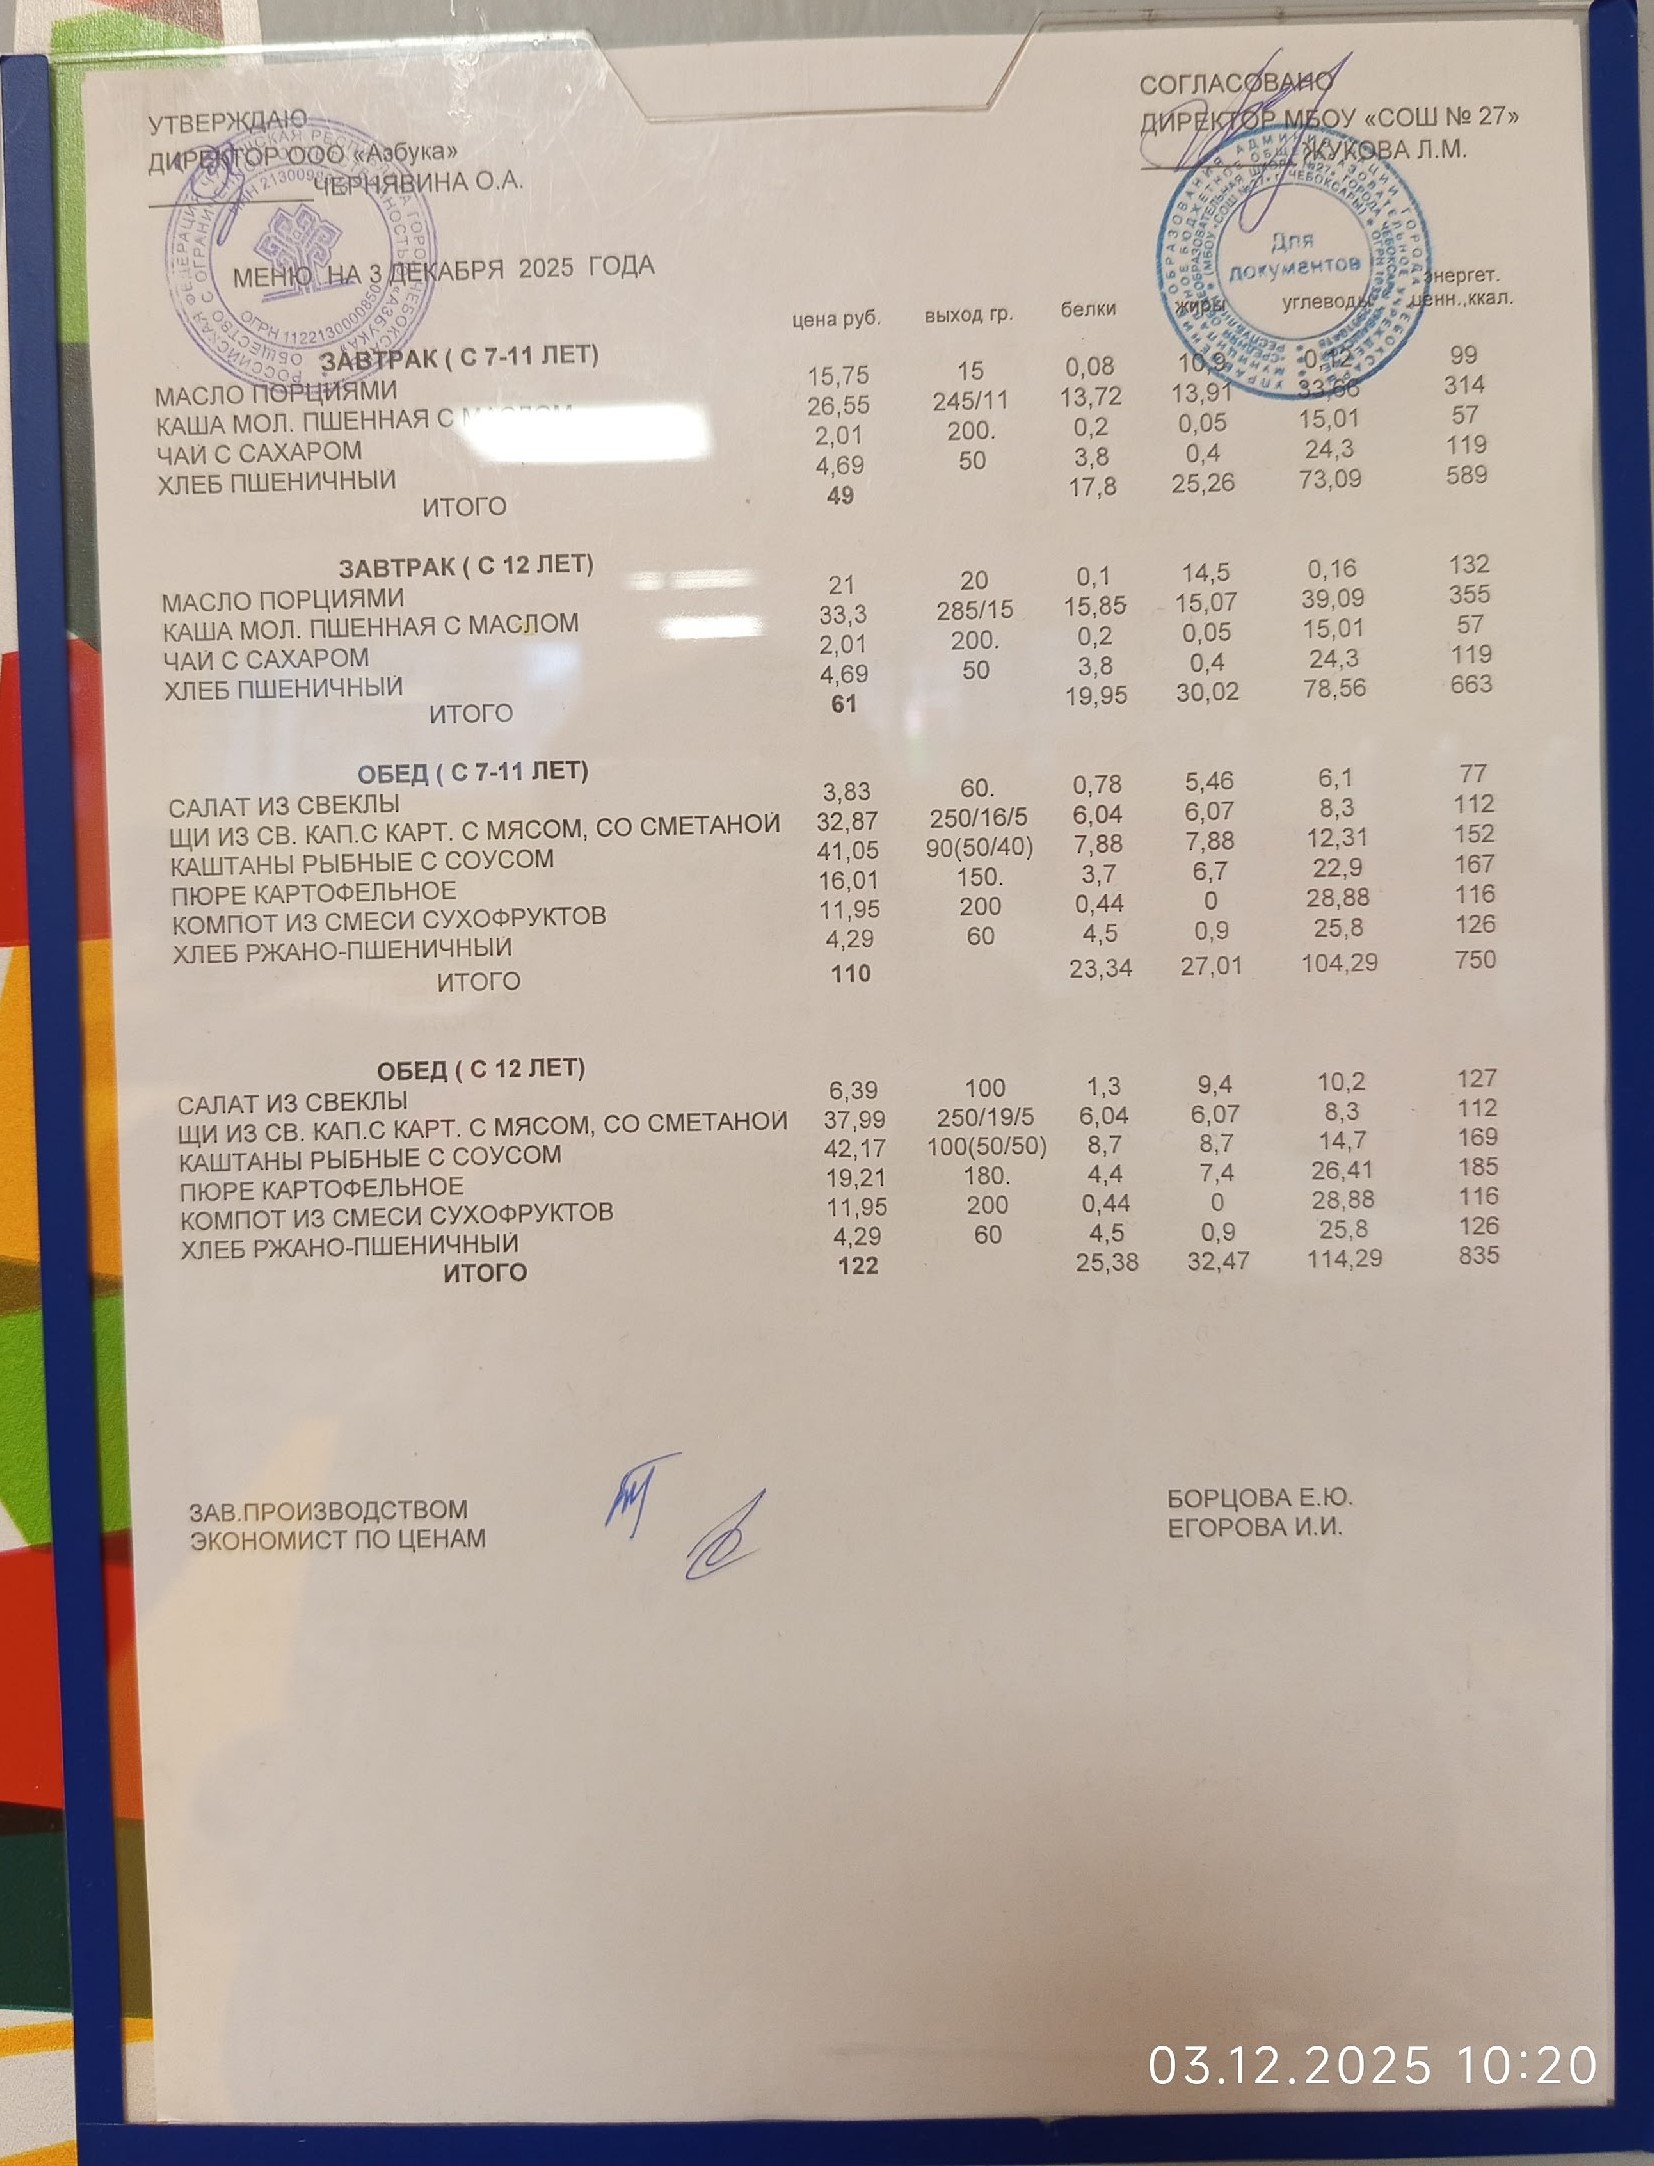 УТВЕРЖДАЮ
ДИРЕКТОР ООО «Азбука»
ЧЕРНЯВИНА О.А.
СОГЛАСОВАНО
ДИРЕКТОР МБОУ «СОШ № 27»
ЖУКОВА Л.М.
Для
документов
ОГРН 1122130008502
МЕНЮ НА 3 ДЕКАБРЯ 2025 ГОДА
цена руб. выход гр. белки жиры углеводы энергет. ценн.,ккал.
ЗАВТРАК ( С 7-11 ЛЕТ)
МАСЛО ПОРЦИЯМИ 15,75 15 0,08 10,9 0,12 99
КАША МОЛ. ПШЕННАЯ С МАСЛОМ 26,55 245/11 13,72 13,91 33,66 314
ЧАЙ С САХАРОМ 2,01 200. 0,2 0,05 15,01 57
ХЛЕБ ПШЕНИЧНЫЙ 4,69 50 3,8 0,4 24,3 119
ИТОГО 49 17,8 25,26 73,09 589
ЗАВТРАК ( С 12 ЛЕТ)
МАСЛО ПОРЦИЯМИ 21 20 0,1 14,5 0,16 132
КАША МОЛ. ПШЕННАЯ С МАСЛОМ 33,3 285/15 15,85 15,07 39,09 355
ЧАЙ С САХАРОМ 2,01 200. 0,2 0,05 15,01 57
ХЛЕБ ПШЕНИЧНЫЙ 4,69 50 3,8 0,4 24,3 119
ИТОГО 61 19,95 30,02 78,56 663
ОБЕД ( С 7-11 ЛЕТ)
САЛАТ ИЗ СВЕКЛЫ 3,83 60. 0,78 5,46 6,1 77
ЩИ ИЗ СВ. КАП.С КАРТ. С МЯСОМ, СО СМЕТАНОЙ 32,87 250/16/5 6,04 6,07 8,3 112
КАШТАНЫ РЫБНЫЕ С СОУСОМ 41,05 90(50/40) 7,88 7,88 12,31 152
ПЮРЕ КАРТОФЕЛЬНОЕ 16,01 150. 3,7 6,7 22,9 167
КОМПОТ ИЗ СМЕСИ СУХОФРУКТОВ 11,95 200 0,44 0 28,88 116
ХЛЕБ РЖАНО-ПШЕНИЧНЫЙ 4,29 60 4,5 0,9 25,8 126
ИТОГО 110 23,34 27,01 104,29 750
ОБЕД ( С 12 ЛЕТ)
САЛАТ ИЗ СВЕКЛЫ 6,39 100 1,3 9,4 10,2 127
ЩИ ИЗ СВ. КАП.С КАРТ. С МЯСОМ, СО СМЕТАНОЙ 37,99 250/19/5 6,04 6,07 8,3 112
КАШТАНЫ РЫБНЫЕ С СОУСОМ 42,17 100(50/50) 8,7 8,7 14,7 169
ПЮРЕ КАРТОФЕЛЬНОЕ 19,21 180. 4,4 7,4 26,41 185
КОМПОТ ИЗ СМЕСИ СУХОФРУКТОВ 11,95 200 0,44 0 28,88 116
ХЛЕБ РЖАНО-ПШЕНИЧНЫЙ 4,29 60 4,5 0,9 25,8 126
ИТОГО 122 25,38 32,47 114,29 835
ЗАВ.ПРОИЗВОДСТВОМ БОРЦОВА Е.Ю.
ЭКОНОМИСТ ПО ЦЕНАМ ЕГОРОВА И.И.
03.12.2025 10:20